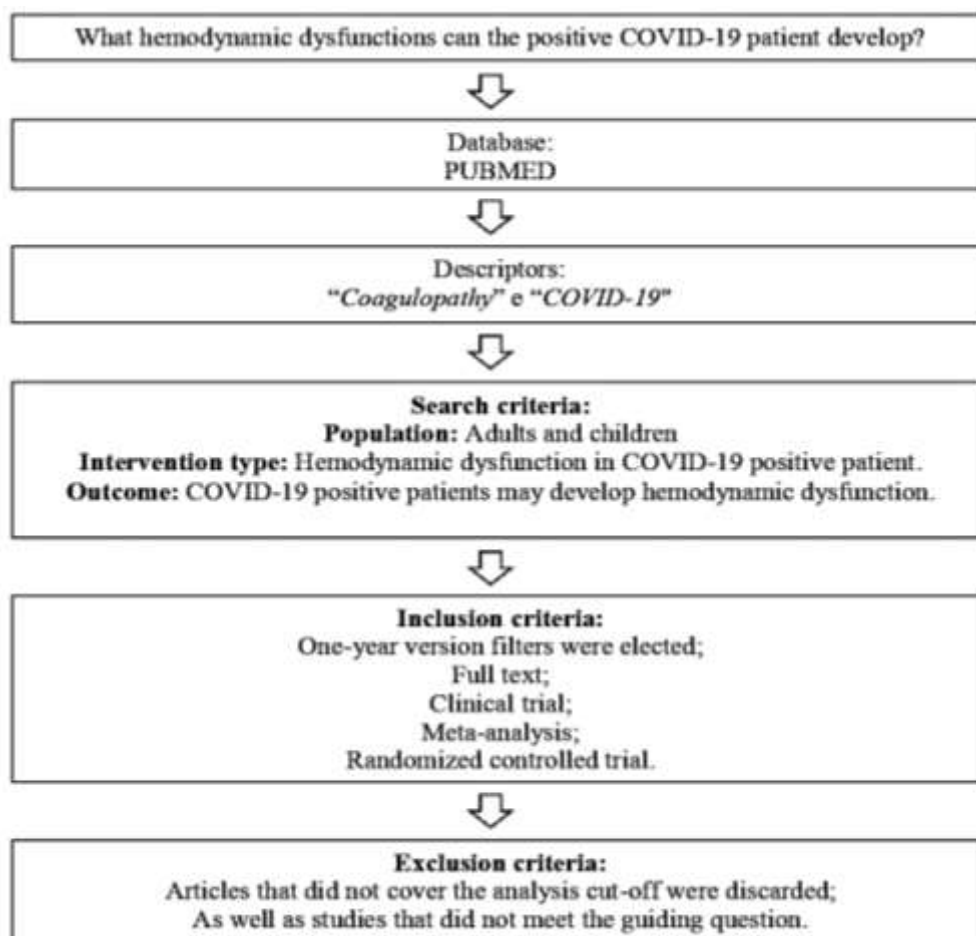 What hemodynamic dysfunctions can the positive COVID-19 patient develop?
Database:
PUBMED
Descriptors:
“Coagulopathy” e “COVID-19”
Search criteria:
Population: Adults and children
Intervention type: Hemodynamic dysfunction in COVID-19 positive patient.
Outcome: COVID-19 positive patients may develop hemodynamic dysfunction.
Inclusion criteria:
One-year version filters were elected;
Full text;
Clinical trial;
Meta-analysis;
Randomized controlled trial.
Exclusion criteria:
Articles that did not cover the analysis cut-off were discarded;
As well as studies that did not meet the guiding question.